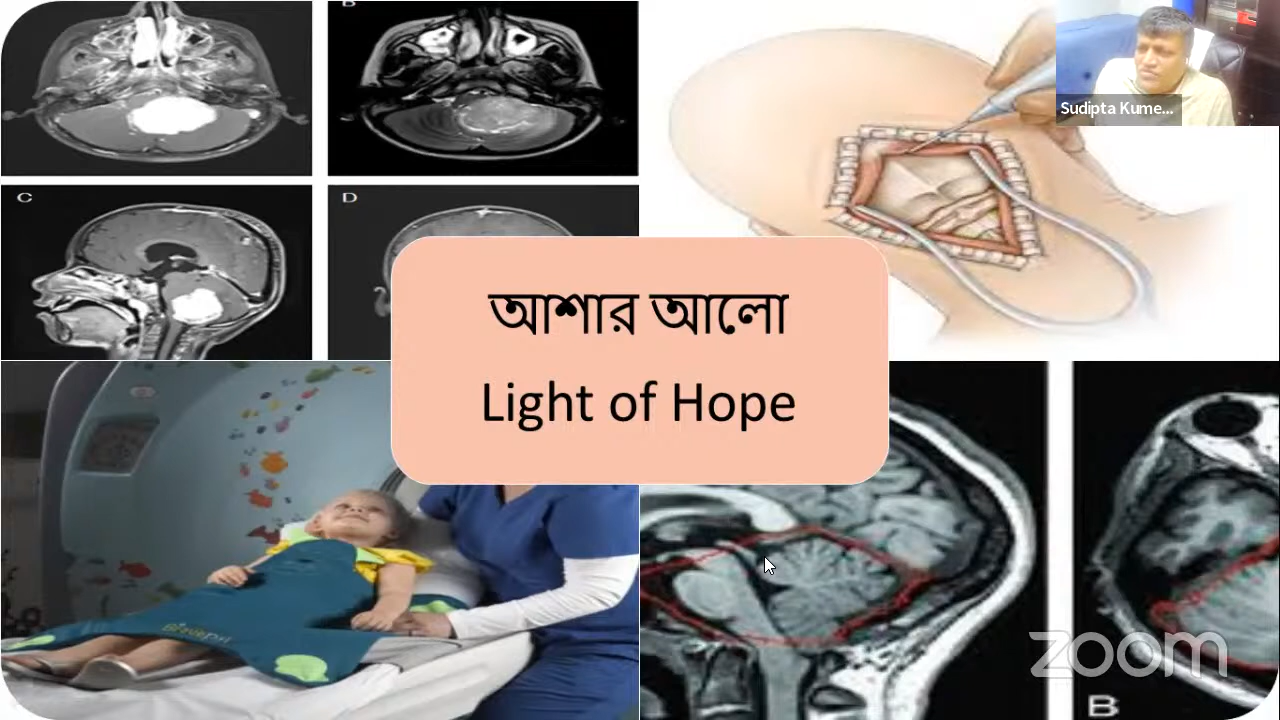 B
Sudipta Kume...
C
D
আশার আলো
Light of Hope
zoom
B